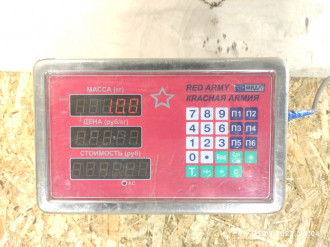 МАССА (кг)
100
ЦЕНА (руб/кг)
СТОИМОСТЬ (руб)
RED ARMY
КРАСНАЯ АРМИЯ
7 8 9 П1 П2
4 5 6 П3 П4
1 2 3 П5 П6
0
T